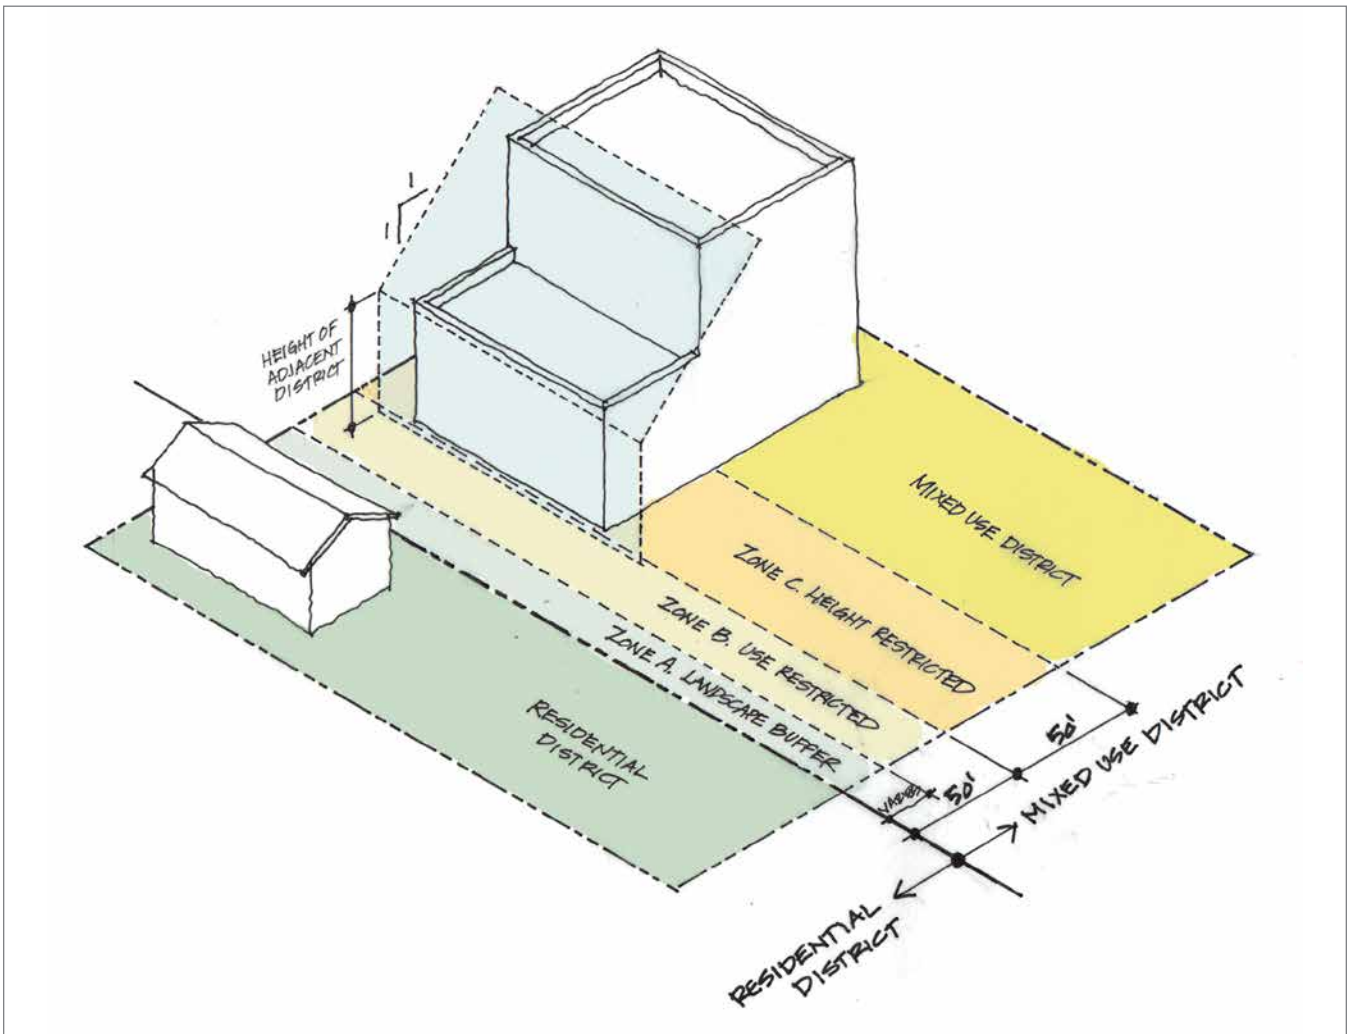 1
1
HEIGHT OF
ADJACENT
DISTRICT
MIXED USE DISTRICT
ZONE C. HEIGHT RESTRICTED
ZONE B. USE RESTRICTED
ZONE A. LANDSCAPE BUFFER
RESIDENTIAL
DISTRICT
50'
50'
VARIES
MIXED USE DISTRICT
RESIDENTIAL
DISTRICT